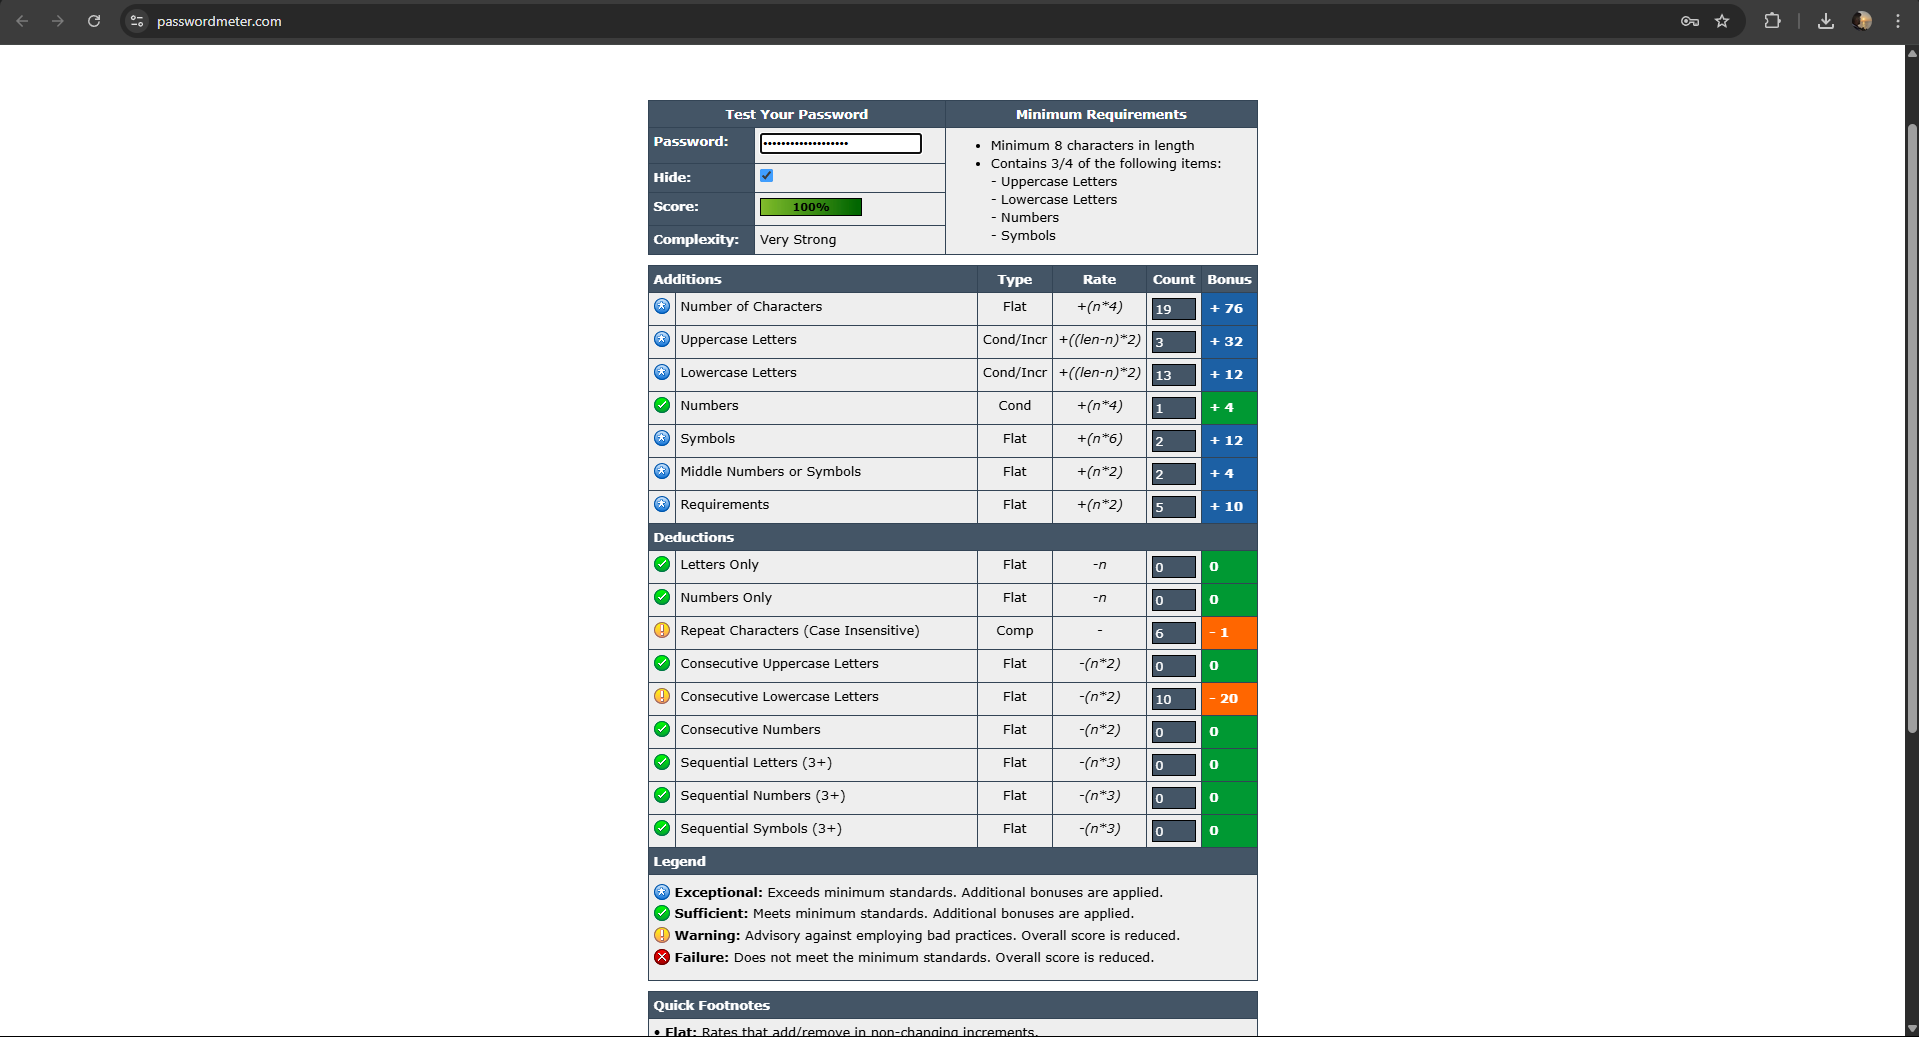 passwordmeter.com
Test Your Password Minimum Requirements
Password: •••••••••••••••••••
Hide:
Score: 100%
Complexity: Very Strong
• Minimum 8 characters in length
• Contains 3/4 of the following items:
- Uppercase Letters
- Lowercase Letters
- Numbers
- Symbols
Additions Type Rate Count Bonus
Number of Characters Flat +(n*4) 19 + 76
Uppercase Letters Cond/Incr +((len-n)*2) 3 + 32
Lowercase Letters Cond/Incr +((len-n)*2) 13 + 12
Numbers Cond +(n*4) 1 + 4
Symbols Flat +(n*6) 2 + 12
Middle Numbers or Symbols Flat +(n*2) 2 + 4
Requirements Flat +(n*2) 5 + 10
Deductions
Letters Only Flat -n 0 0
Numbers Only Flat -n 0 0
Repeat Characters (Case Insensitive) Comp - 6 - 1
Consecutive Uppercase Letters Flat -(n*2) 0 0
Consecutive Lowercase Letters Flat -(n*2) 10 - 20
Consecutive Numbers Flat -(n*2) 0 0
Sequential Letters (3+) Flat -(n*3) 0 0
Sequential Numbers (3+) Flat -(n*3) 0 0
Sequential Symbols (3+) Flat -(n*3) 0 0
Legend
Exceptional: Exceeds minimum standards. Additional bonuses are applied.
Sufficient: Meets minimum standards. Additional bonuses are applied.
Warning: Advisory against employing bad practices. Overall score is reduced.
Failure: Does not meet the minimum standards. Overall score is reduced.
Quick Footnotes
• Flat: Rates that add/remove in non-changing increments.